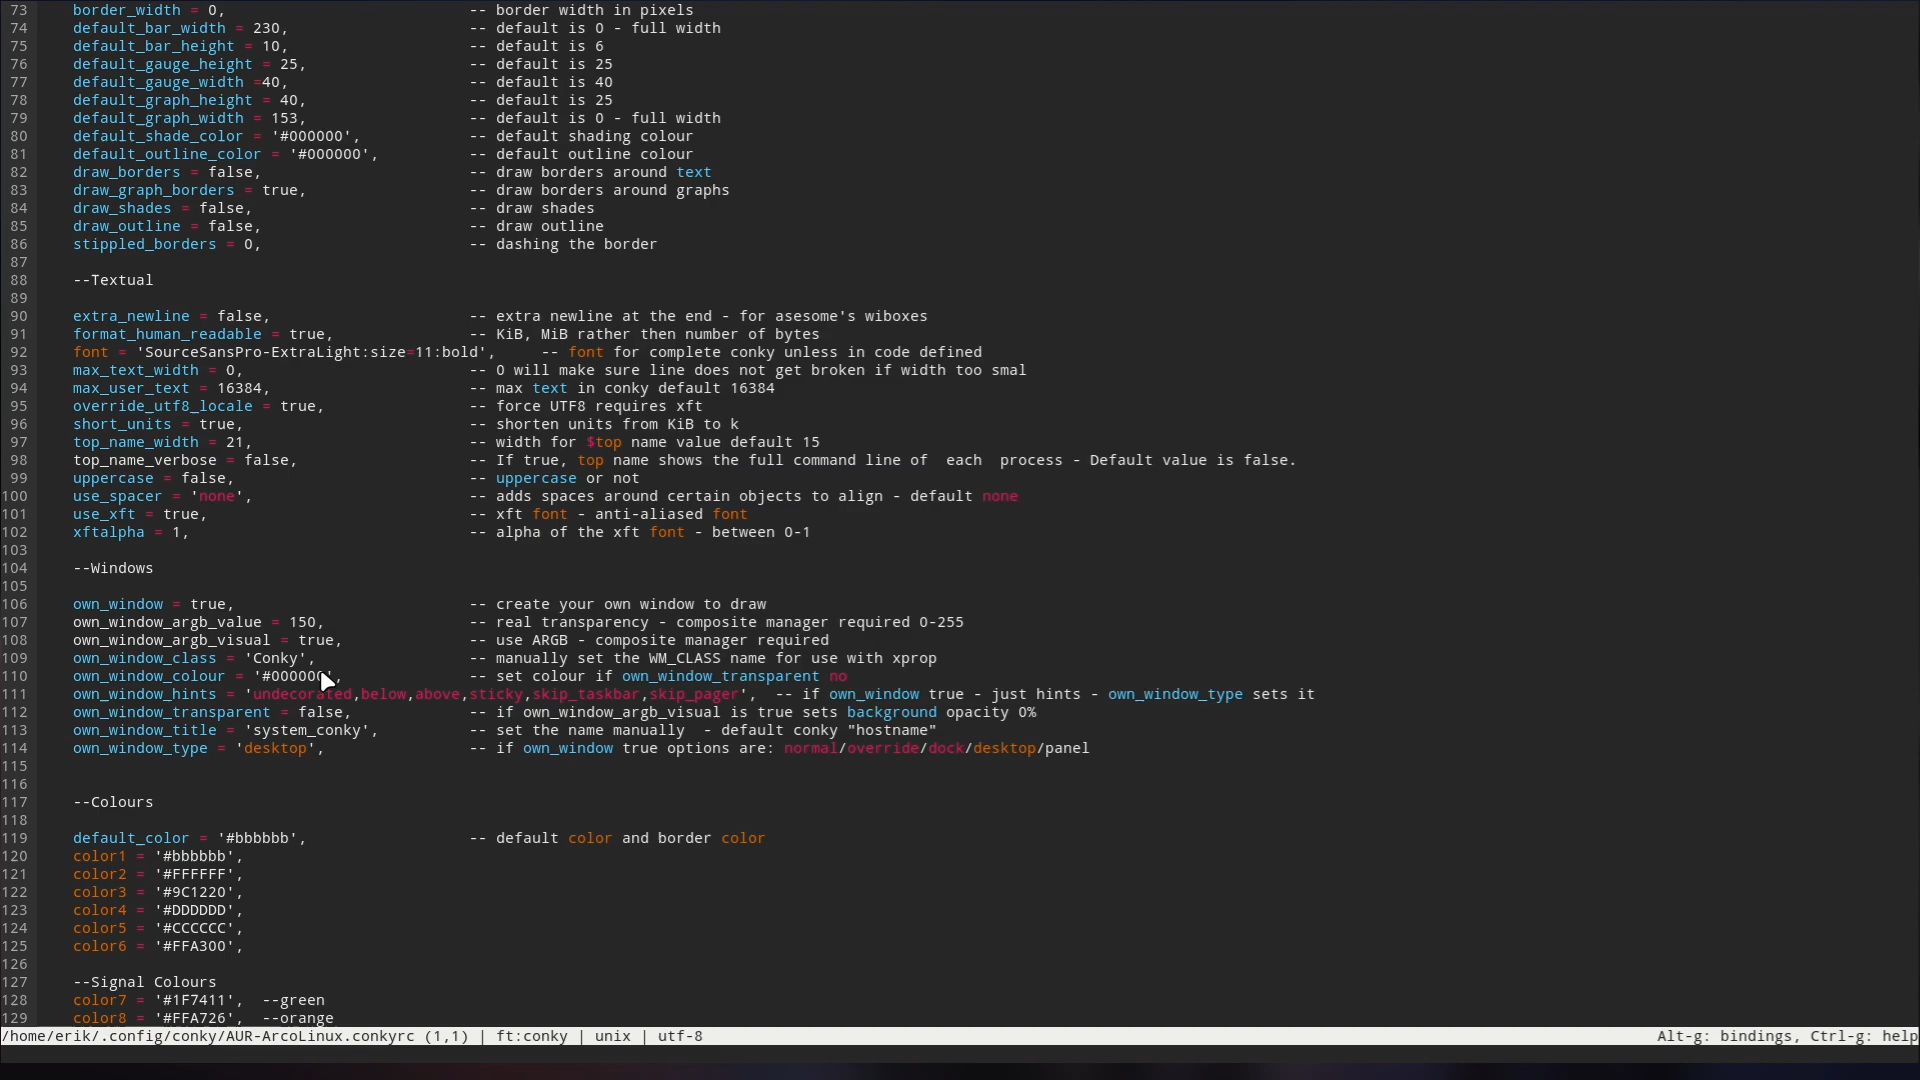 73 border_width = 0, -- border width in pixels
74 default_bar_width = 230, -- default is 0 - full width
75 default_bar_height = 10, -- default is 6
76 default_gauge_height = 25, -- default is 25
77 default_gauge_width =40, -- default is 40
78 default_graph_height = 40, -- default is 25
79 default_graph_width = 153, -- default is 0 - full width
80 default_shade_color = '#000000', -- default shading colour
81 default_outline_color = '#000000', -- default outline colour
82 draw_borders = false, -- draw borders around text
83 draw_graph_borders = true, -- draw borders around graphs
84 draw_shades = false, -- draw shades
85 draw_outline = false, -- draw outline
86 stippled_borders = 0, -- dashing the border
87
88 --Textual
89
90 extra_newline = false, -- extra newline at the end - for asesome's wiboxes
91 format_human_readable = true, -- KiB, MiB rather then number of bytes
92 font = 'SourceSansPro-ExtraLight:size=11:bold', -- font for complete conky unless in code defined
93 max_text_width = 0, -- 0 will make sure line does not get broken if width too smal
94 max_user_text = 16384, -- max text in conky default 16384
95 override_utf8_locale = true, -- force UTF8 requires xft
96 short_units = true, -- shorten units from KiB to k
97 top_name_width = 21, -- width for $top name value default 15
98 top_name_verbose = false, -- If true, top name shows the full command line of  each  process - Default value is false.
99 uppercase = false, -- uppercase or not
100 use_spacer = 'none', -- adds spaces around certain objects to align - default none
101 use_xft = true, -- xft font - anti-aliased font
102 xftalpha = 1, -- alpha of the xft font - between 0-1
103
104 --Windows
105
106 own_window = true, -- create your own window to draw
107 own_window_argb_value = 150, -- real transparency - composite manager required 0-255
108 own_window_argb_visual = true, -- use ARGB - composite manager required
109 own_window_class = 'Conky', -- manually set the WM_CLASS name for use with xprop
110 own_window_colour = '#000000', -- set colour if own_window_transparent no
111 own_window_hints = 'undecorated,below,above,sticky,skip_taskbar,skip_pager', -- if own_window true - just hints - own_window_type sets it
112 own_window_transparent = false, -- if own_window_argb_visual is true sets background opacity 0%
113 own_window_title = 'system_conky', -- set the name manually  - default conky "hostname"
114 own_window_type = 'desktop', -- if own_window true options are: normal/override/dock/desktop/panel
115
116
117 --Colours
118
119 default_color = '#bbbbbb', -- default color and border color
120 color1 = '#bbbbbb',
121 color2 = '#FFFFFF',
122 color3 = '#9C1220',
123 color4 = '#DDDDDD',
124 color5 = '#CCCCCC',
125 color6 = '#FFA300',
126
127 --Signal Colours
128 color7 = '#1F7411', --green
129 color8 = '#FFA726', --orange
/home/erik/.config/conky/AUR-ArcoLinux.conkyrc (1,1) | ft:conky | unix | utf-8 Alt-g: bindings, Ctrl-g: help